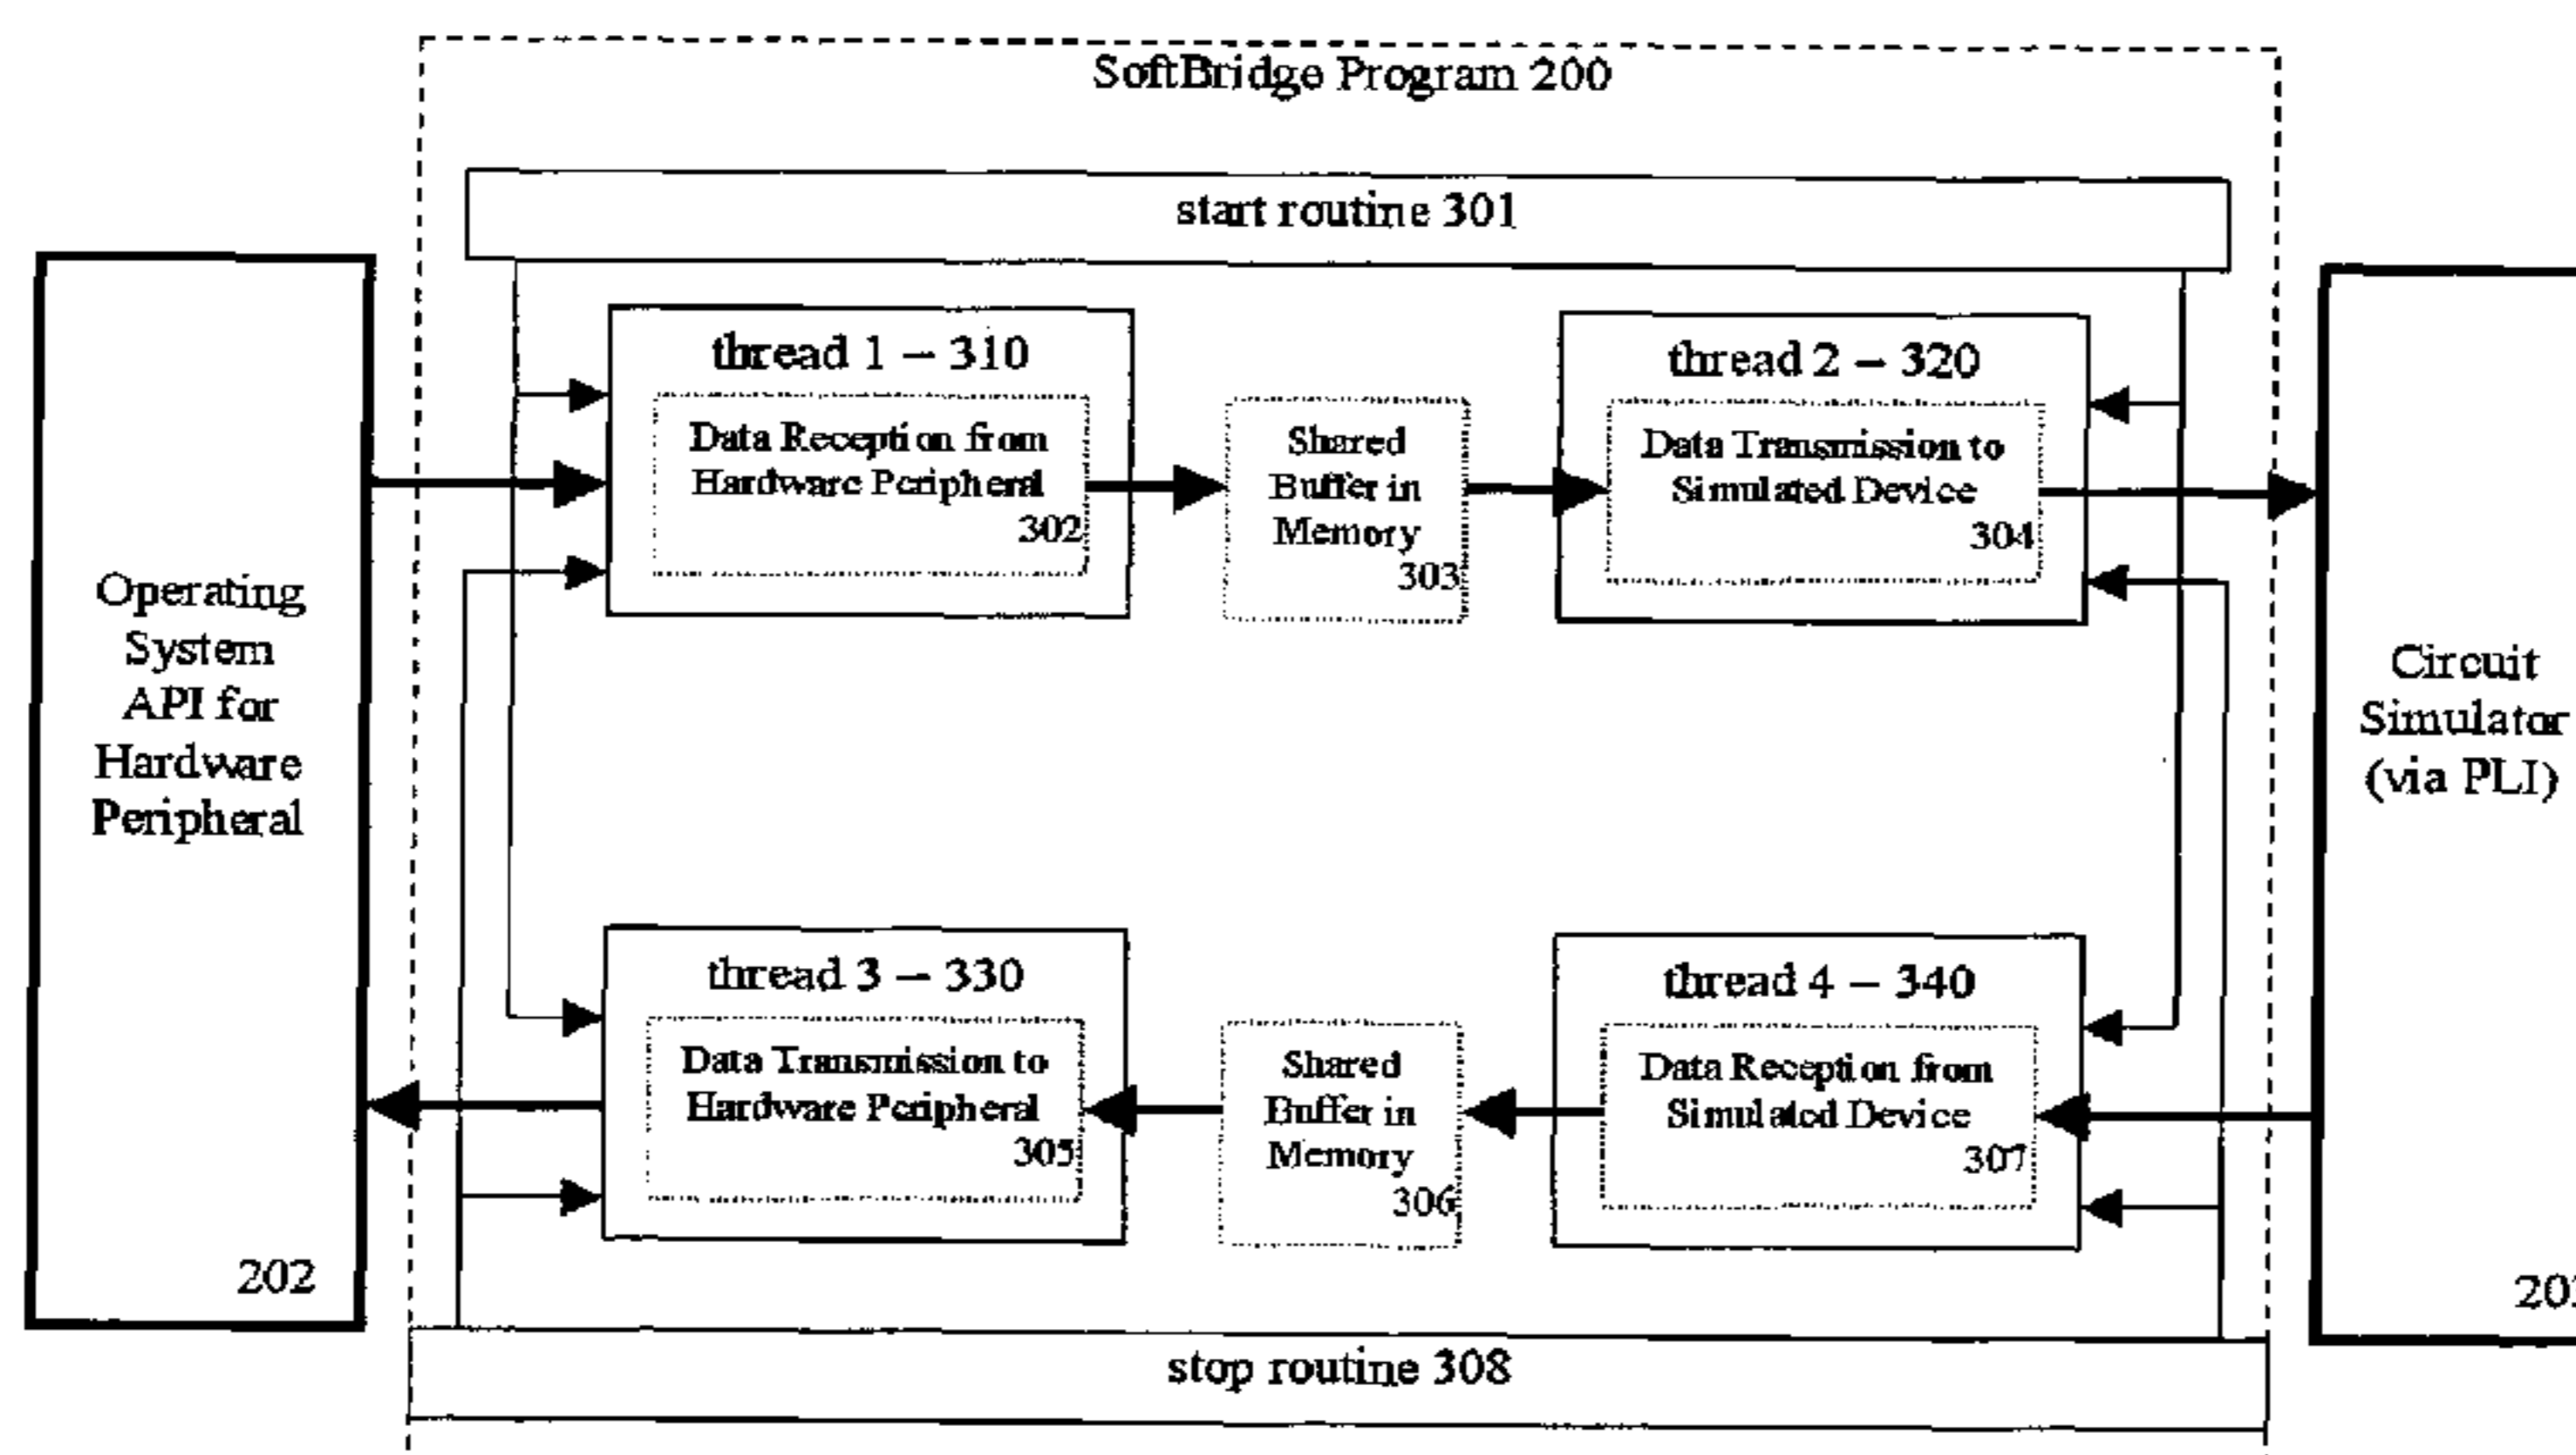 SoftBridge Program 200
start routine 301
thread 1 – 310
Data Reception from
Hardware Peripheral
302
Shared
Buffer in
Memory
303
thread 2 – 320
Data Transmission to
Simulated Device
304
Operating
System
API for
Hardware
Peripheral
202
Circuit
Simulator
(via PLI)
thread 3 – 330
Data Transmission to
Hardware Peripheral
305
Shared
Buffer in
Memory
306
thread 4 – 340
Data Reception from
Simulated Device
307
stop routine 308